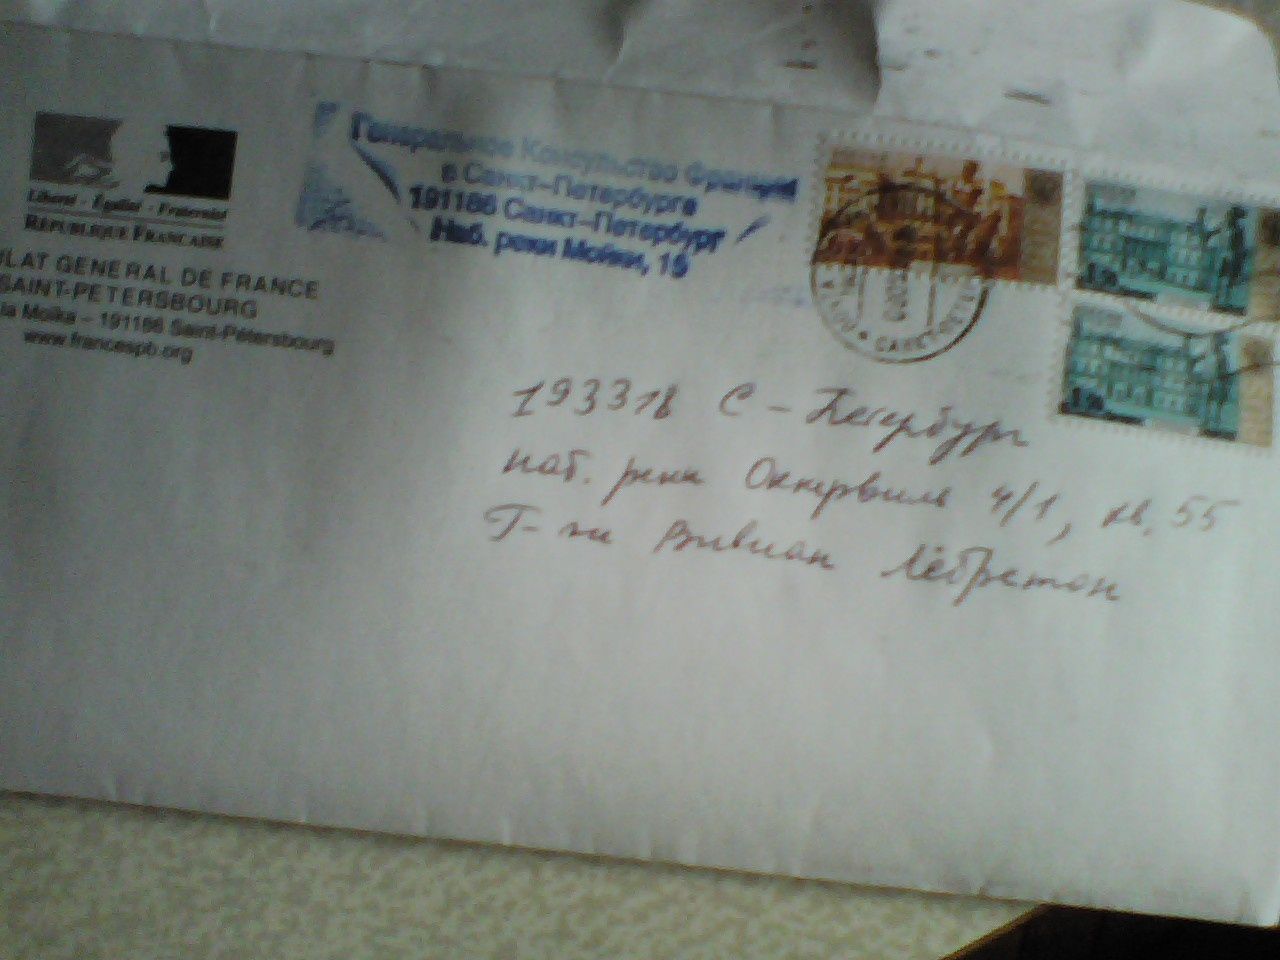 Liberté • Égalité • Fraternité
RÉPUBLIQUE FRANÇAISE
ULAT GENERAL DE FRANCE
SAINT-PETERSBOURG
la Moïka – 191186 Saint-Pétersbourg
www.francespb.org
Генеральное Консульство Франции
в Санкт-Петербурге
191186 Санкт-Петербург
Наб. реки Мойки, 15
193318 С-Петербург
наб. реки Оккервиль 4/1, кв. 55
Г-жи Вивиан Лёбретон